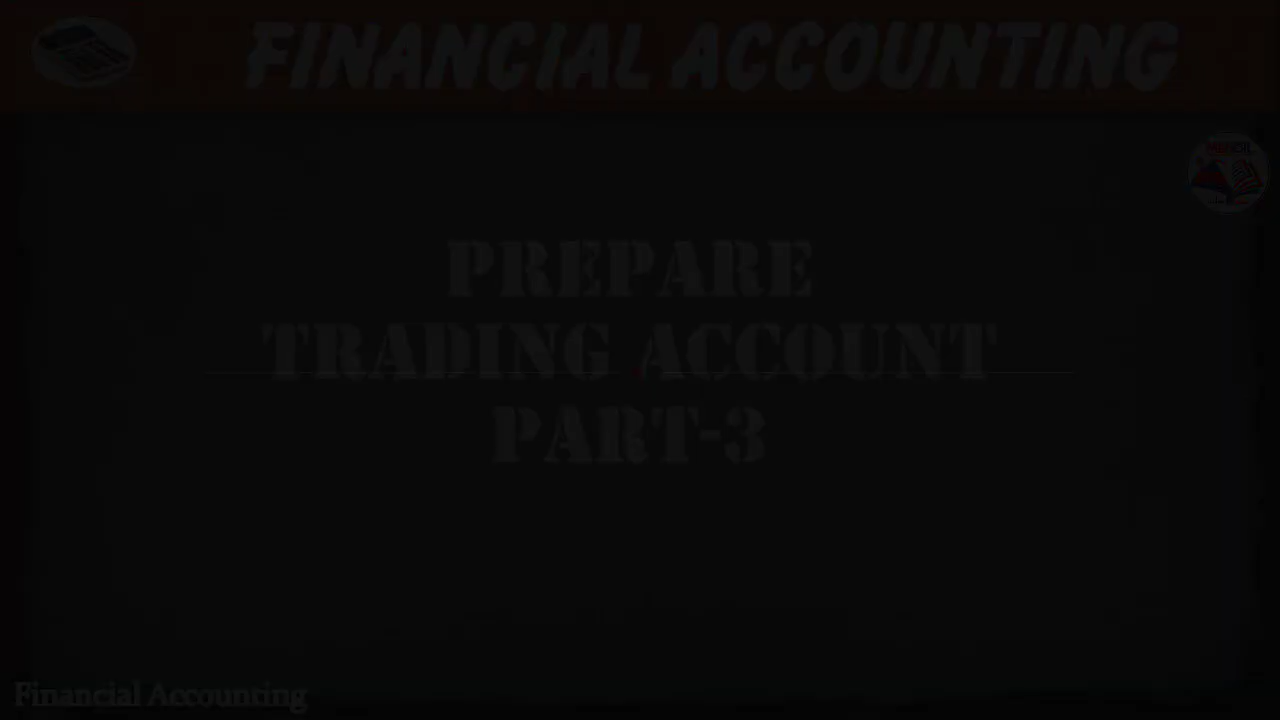 FINANCIAL ACCOUNTING
PREPARE
TRADING ACCOUNT
PART-3
Financial Accounting